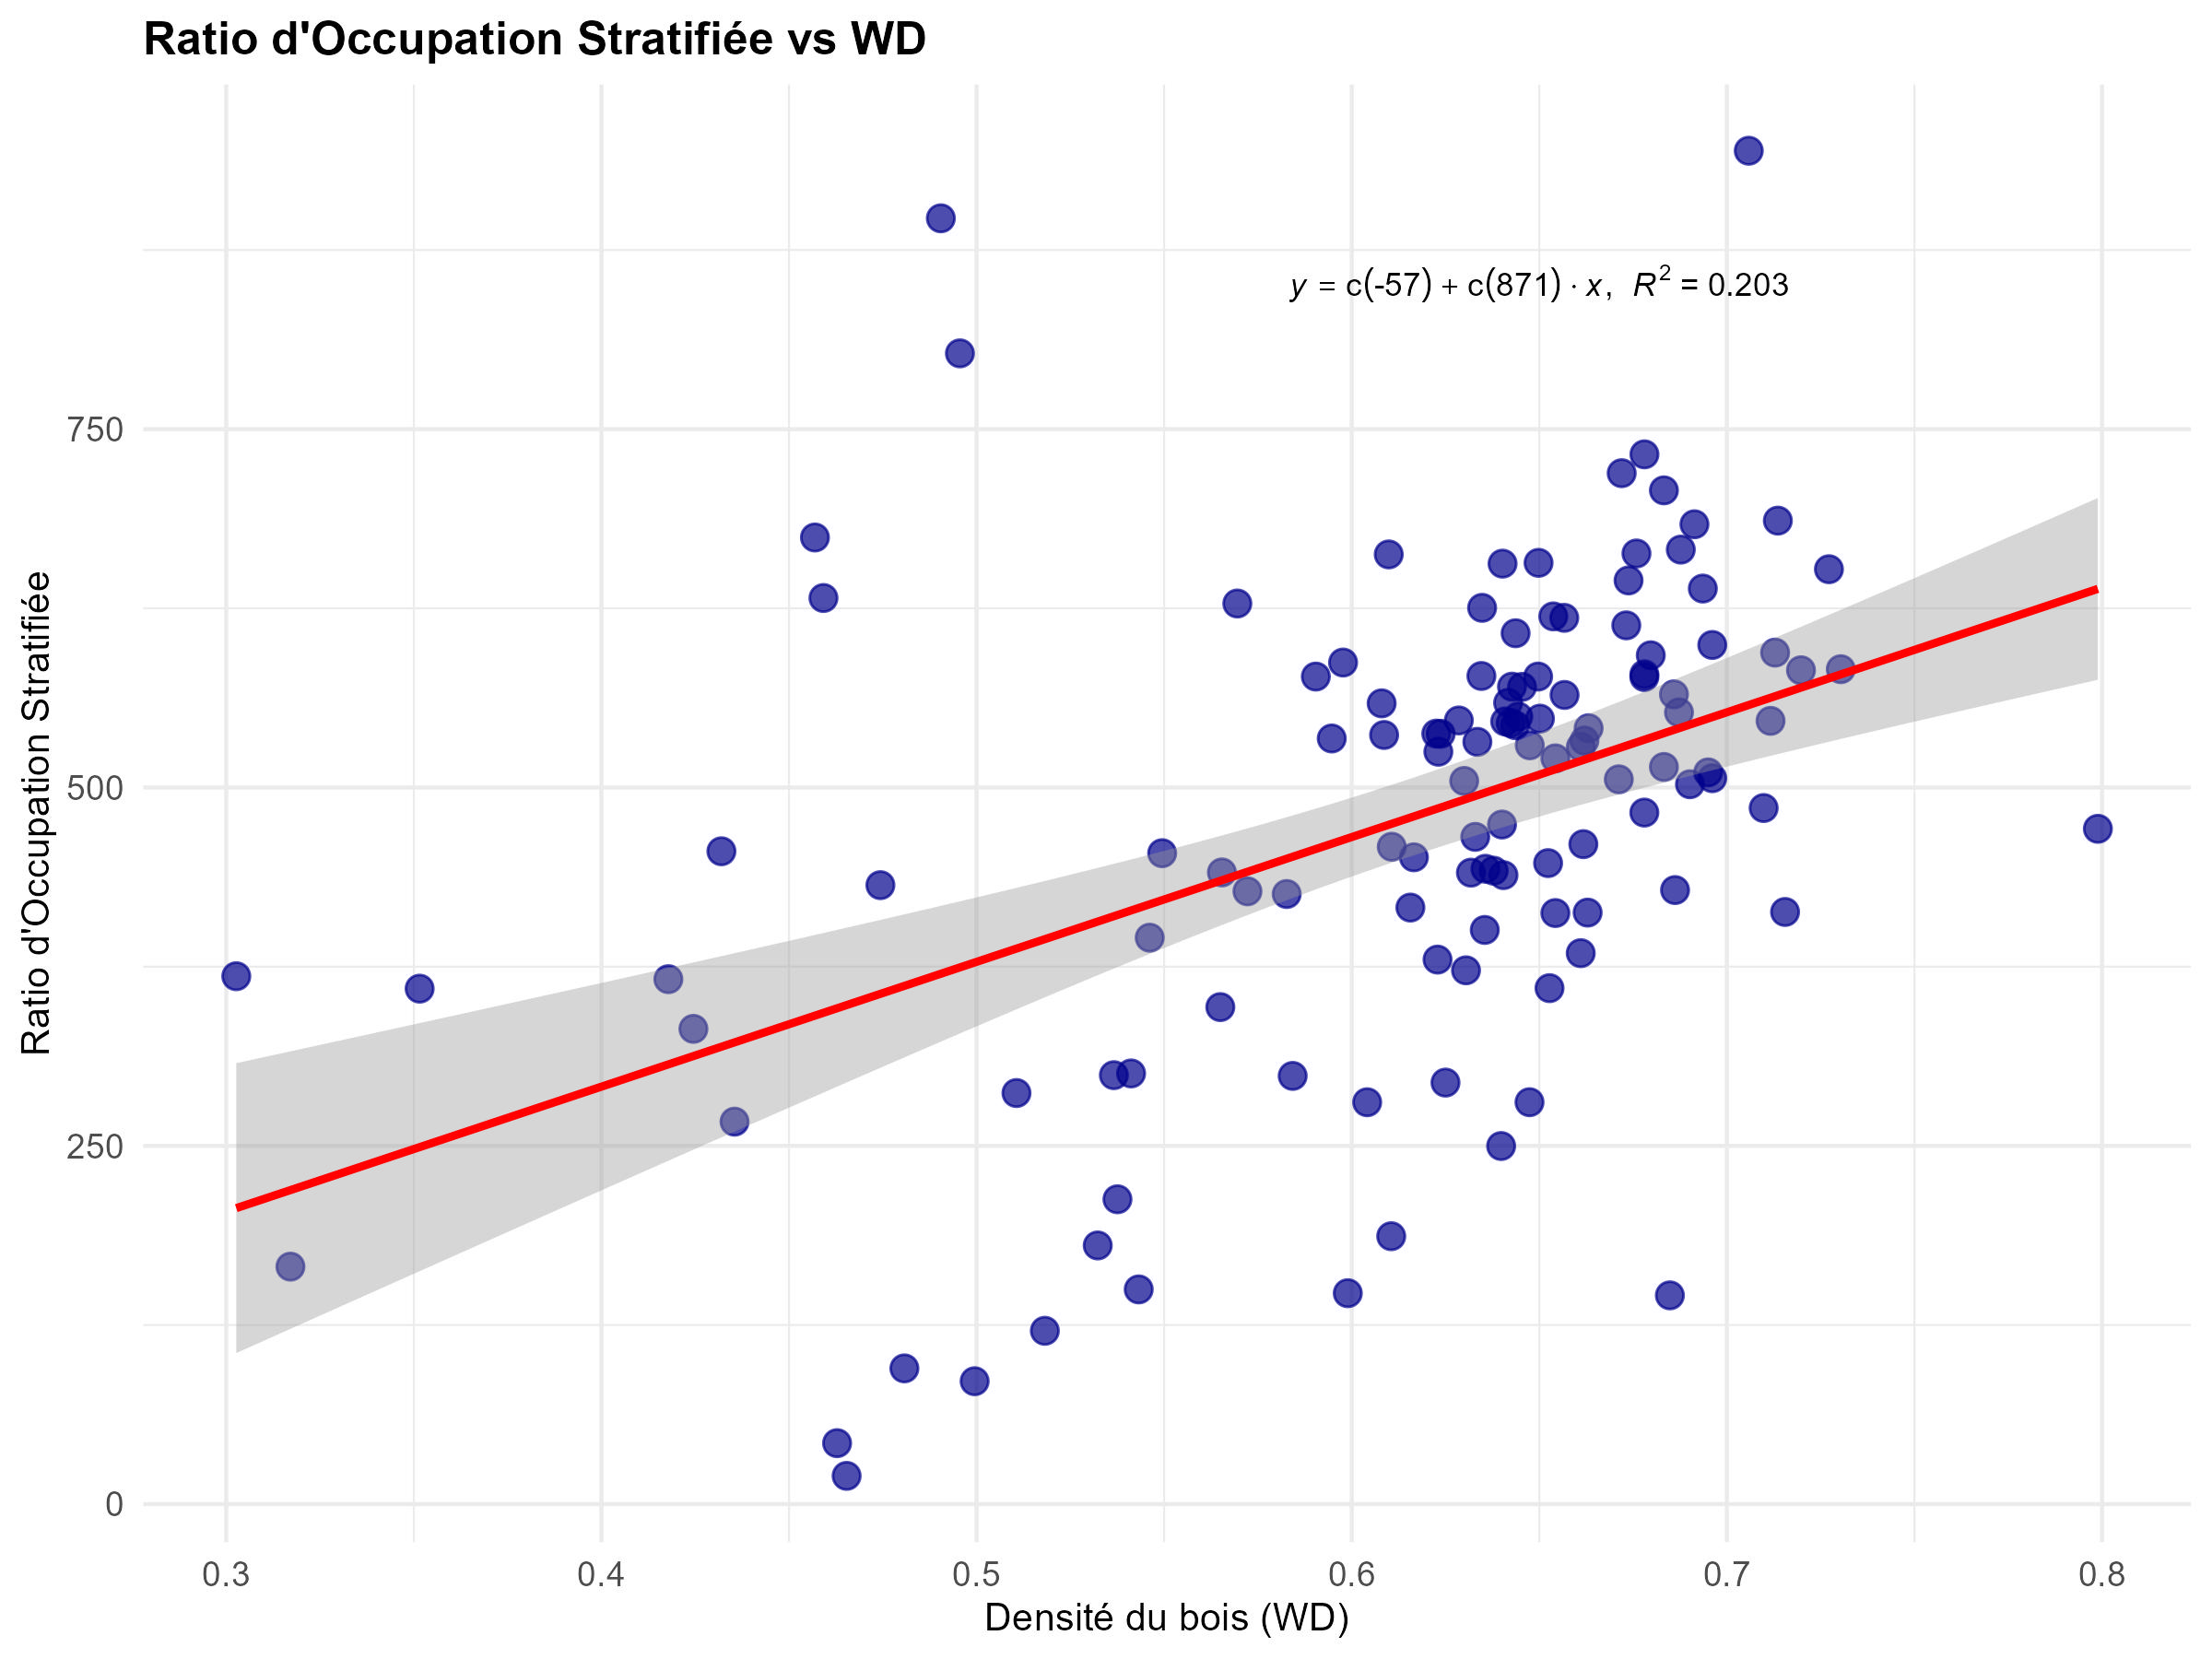 Ratio d'Occupation Stratifiée vs WD
y = c(-57) + c(871) · x, R² = 0.203
Ratio d'Occupation Stratifiée
750
500
250
0
0.3 0.4 0.5 0.6 0.7 0.8
Densité du bois (WD)